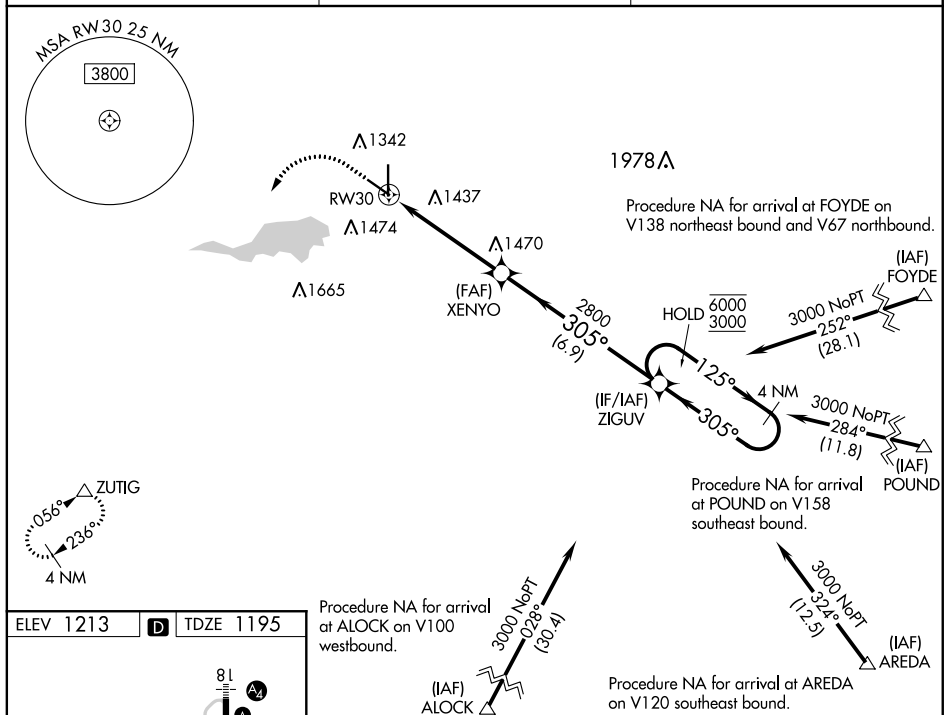 MSA RW30 25 NM
3800
1342
1978
RW30
1437
1474
Procedure NA for arrival at FOYDE on
V138 northeast bound and V67 northbound.
1470
1665
(FAF)
XENYO
(IAF)
FOYDE
3000 NoPT
252°
(28.1)
HOLD 6000
3000
2800
305°
(6.9)
125°
4 NM
305°
(IF/IAF)
ZIGUV
3000 NoPT
284°
(11.8)
(IAF)
POUND
Procedure NA for arrival
at POUND on V158
southeast bound.
ZUTIG
056°
236°
4 NM
3000 NoPT
324°
(12.5)
(IAF)
AREDA
Procedure NA for arrival at AREDA
on V120 southeast bound.
Procedure NA for arrival
at ALOCK on V100
westbound.
3000 NoPT
028°
(30.4)
(IAF)
ALOCK
ELEV 1213 D TDZE 1195
18
A4